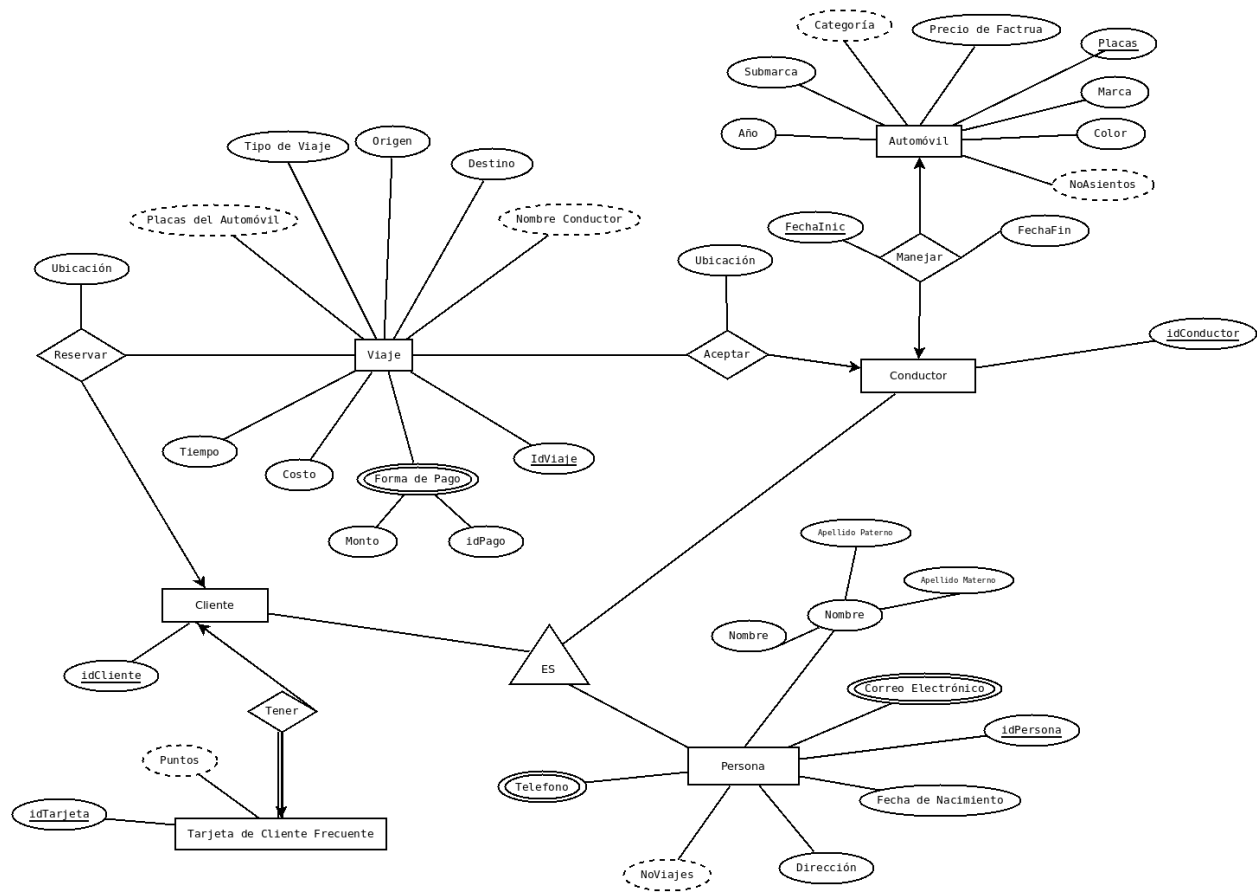 Categoría
Precio de Factrua
Placas
Submarca
Marca
Año
Automóvil
Color
NoAsientos
Tipo de Viaje
Origen
Destino
Placas del Automóvil
Nombre Conductor
FechaInic
FechaFin
Manejar
Ubicación
Ubicación
idConductor
Reservar
Viaje
Aceptar
Conductor
Tiempo
Costo
Forma de Pago
IdViaje
Monto
idPago
Apellido Paterno
Apellido Materno
Nombre
Nombre
Cliente
ES
idCliente
Correo Electrónico
Tener
idPersona
Puntos
Persona
Telefono
Fecha de Nacimiento
idTarjeta
Tarjeta de Cliente Frecuente
NoViajes
Dirección